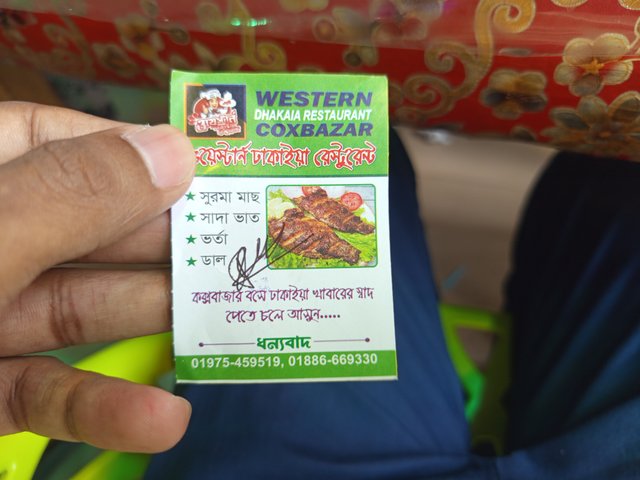 WESTERN
DHAKAIA RESTAURANT
COXBAZAR
ওয়েস্টার্ন ঢাকাইয়া রেস্টুরেন্ট
★ সুরমা মাছ
★ সাদা ভাত
★ ভর্তা
★ ডাল
কক্সবাজার বসে ঢাকাইয়া খাবারের স্বাদ
পেতে চলে আসুন.....
ধন্যবাদ
01975-459519, 01886-669330